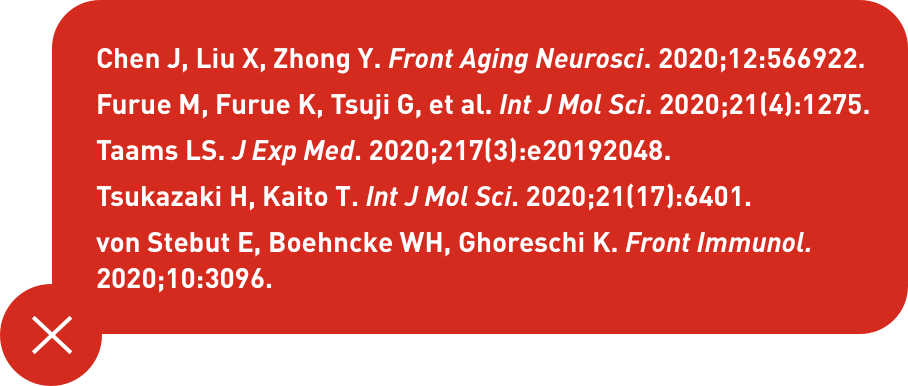 Chen J, Liu X, Zhong Y. Front Aging Neurosci. 2020;12:566922.
Furue M, Furue K, Tsuji G, et al. Int J Mol Sci. 2020;21(4):1275.
Taams LS. J Exp Med. 2020;217(3):e20192048.
Tsukazaki H, Kaito T. Int J Mol Sci. 2020;21(17):6401.
von Stebut E, Boehncke WH, Ghoreschi K. Front Immunol.
2020;10:3096.